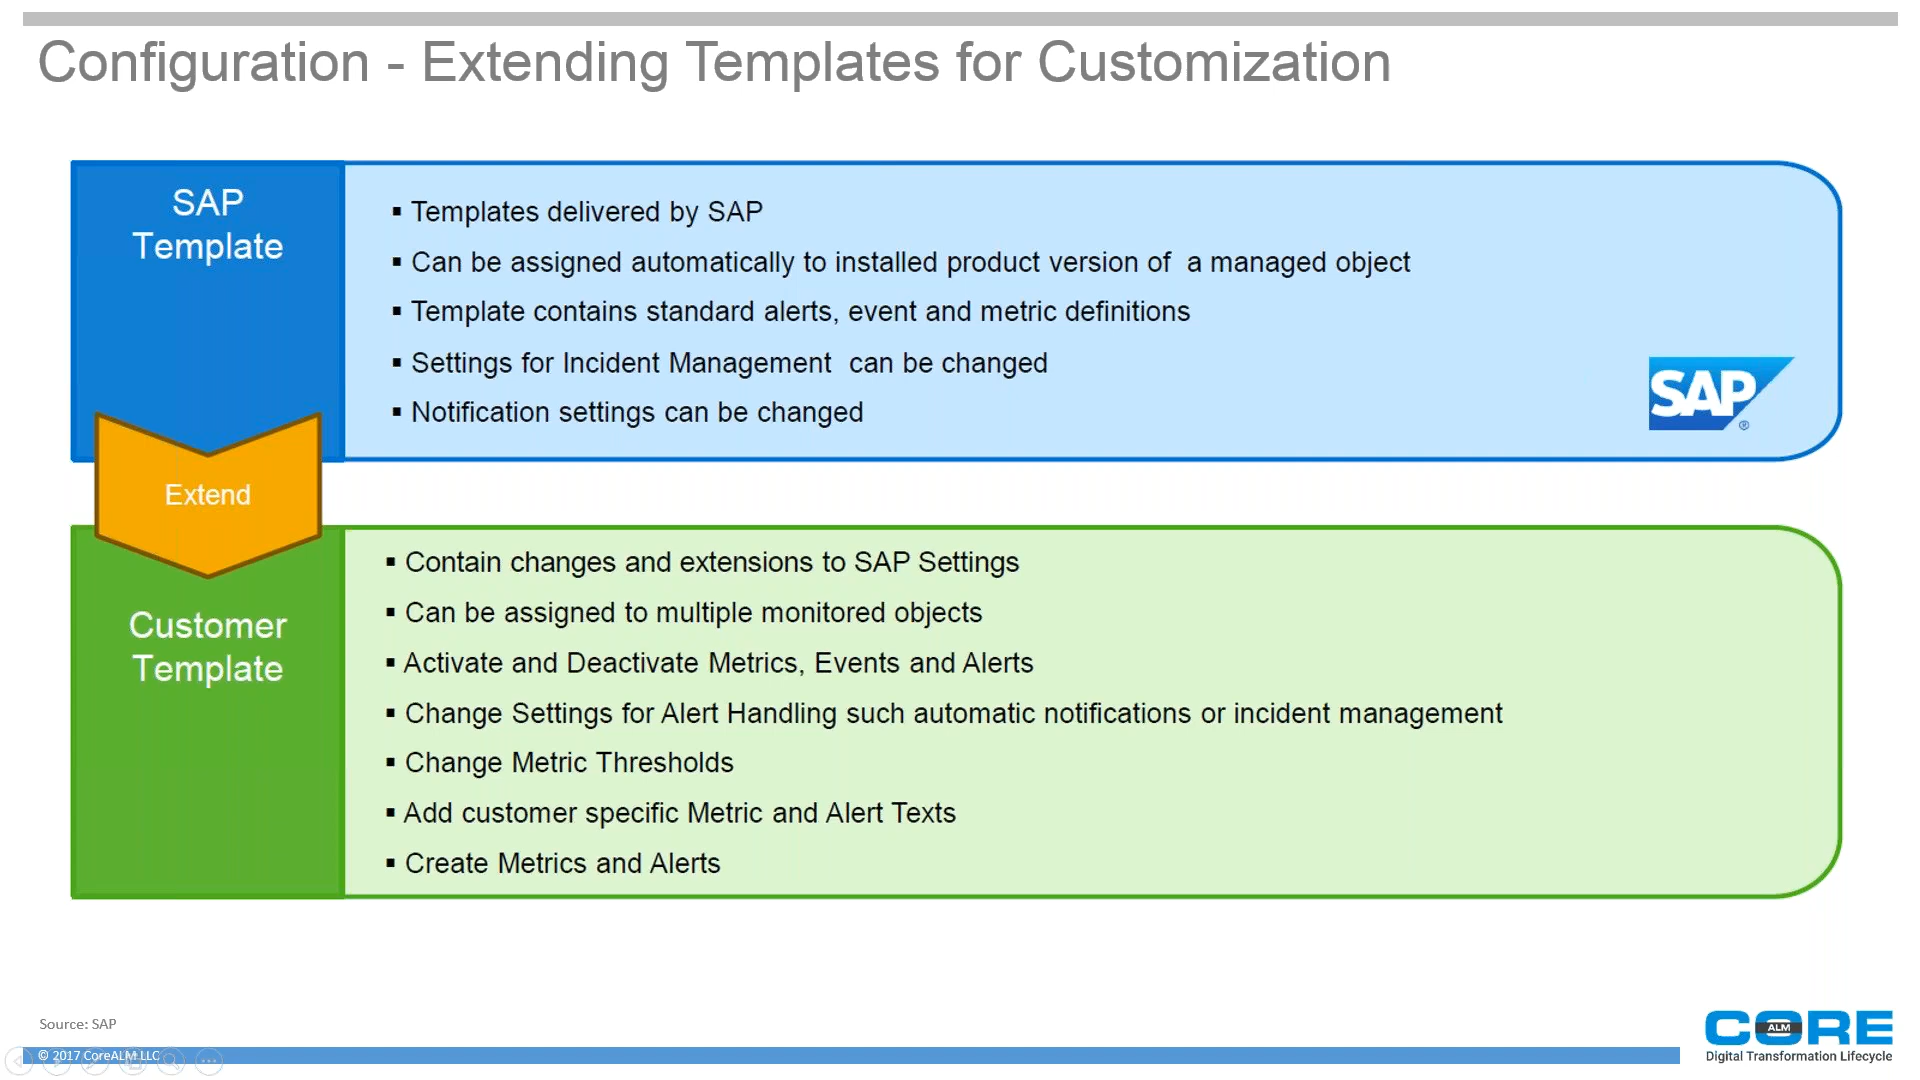 Configuration - Extending Templates for Customization
SAP
Template
▪ Templates delivered by SAP
▪ Can be assigned automatically to installed product version of  a managed object
▪ Template contains standard alerts, event and metric definitions
▪ Settings for Incident Management  can be changed
▪ Notification settings can be changed
SAP
®
Extend
Customer
Template
▪ Contain changes and extensions to SAP Settings
▪ Can be assigned to multiple monitored objects
▪ Activate and Deactivate Metrics, Events and Alerts
▪ Change Settings for Alert Handling such automatic notifications or incident management
▪ Change Metric Thresholds
▪ Add customer specific Metric and Alert Texts
▪ Create Metrics and Alerts
Source: SAP
© 2017 CoreALM LLC
CORE
ALM
Digital Transformation Lifecycle